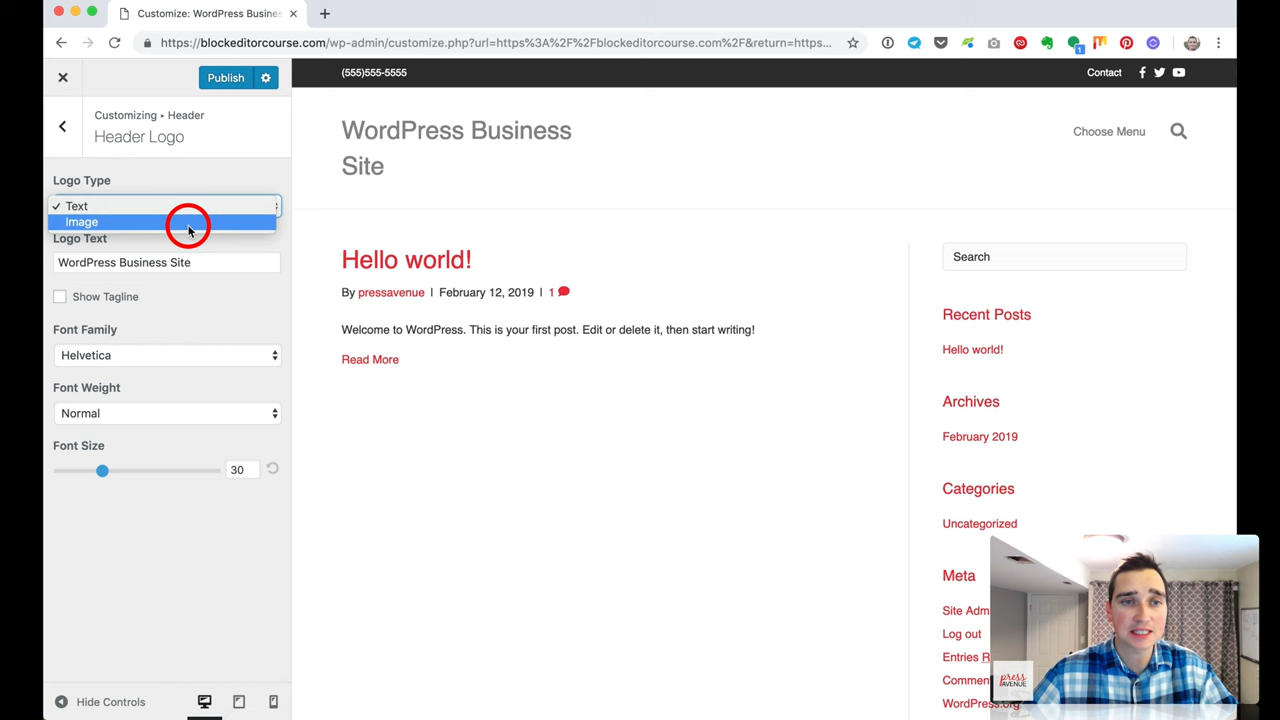 Customize: WordPress Busines
https://blockeditorcourse.com/wp-admin/customize.php?url=https%3A%2F%2Fblockeditorcourse.com%2F&return=https...
1
Publish
Customizing ▸ Header
Header Logo
Logo Type
✓ Text
Image
Logo Text
WordPress Business Site
Show Tagline
Font Family
Helvetica
Font Weight
Normal
Font Size
30
Hide Controls
(555)555-5555
Contact
WordPress Business
Site
Choose Menu
Hello world!
By pressavenue | February 12, 2019 | 1
Welcome to WordPress. This is your first post. Edit or delete it, then start writing!
Read More
Search
Recent Posts
Hello world!
Archives
February 2019
Categories
Uncategorized
Meta
Site Adm
Log out
Entries R
Commen
WordPress.org
press
AVENUE